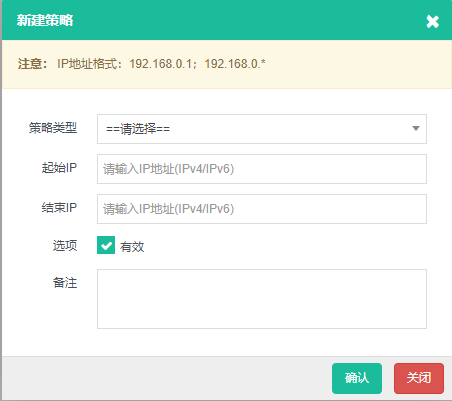 新建策略
注意： IP地址格式：192.168.0.1；192.168.0.*
策略类型 ==请选择==
起始IP 请输入IP地址(IPv4/IPv6)
结束IP 请输入IP地址(IPv4/IPv6)
选项 有效
备注
确认 关闭